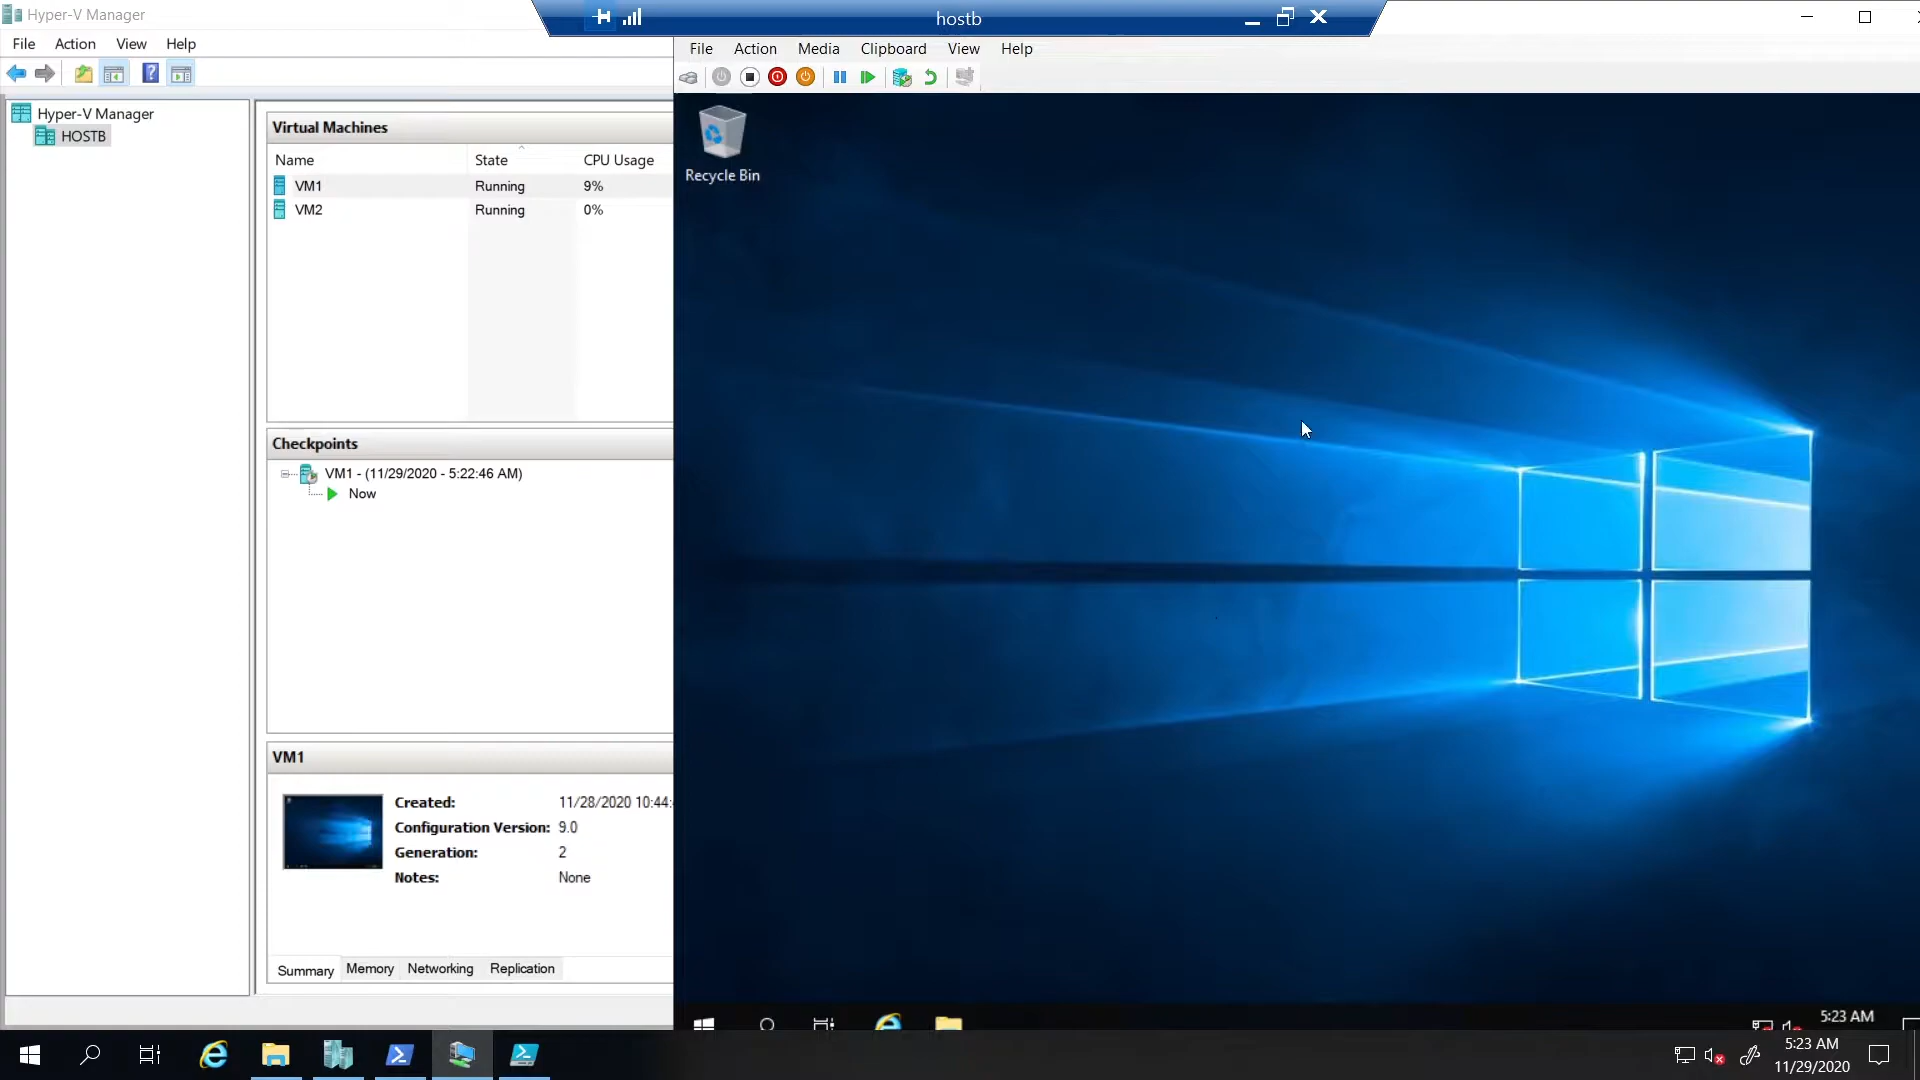 Hyper-V Manager
hostb
File Action View Help
File Action Media Clipboard View Help
Hyper-V Manager
HOSTB
Virtual Machines
Name State CPU Usage
VM1 Running 9%
VM2 Running 0%
Checkpoints
VM1 - (11/29/2020 - 5:22:46 AM)
Now
VM1
Created: 11/28/2020 10:44:
Configuration Version: 9.0
Generation: 2
Notes: None
Summary Memory Networking Replication
Recycle Bin
5:23 AM
5:23 AM
11/29/2020